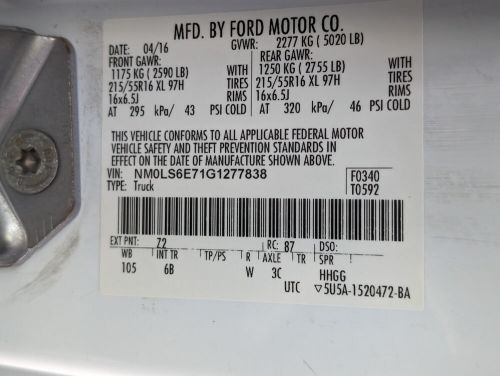 MFD. BY FORD MOTOR CO.
DATE: 04/16 GVWR: 2277 KG ( 5020 LB)
FRONT GAWR: REAR GAWR:
1175 KG ( 2590 LB) WITH 1250 KG ( 2755 LB) WITH
215/55R16 XL 97H TIRES 215/55R16 XL 97H TIRES
16x6.5J RIMS 16x6.5J RIMS
AT 295 kPa/ 43 PSI COLD AT 320 kPa/ 46 PSI COLD
THIS VEHICLE CONFORMS TO ALL APPLICABLE FEDERAL MOTOR
VEHICLE SAFETY AND THEFT PREVENTION STANDARDS IN
EFFECT ON THE DATE OF MANUFACTURE SHOWN ABOVE.
VIN: NM0LS6E71G1277838 F0340
TYPE: Truck T0592
EXT PNT: Z2 RC: 87 DSO:
WB INT TR TP/PS R AXLE TR SPR
105 6B W 3C HHGG
UTC ▽5U5A-1520472-BA